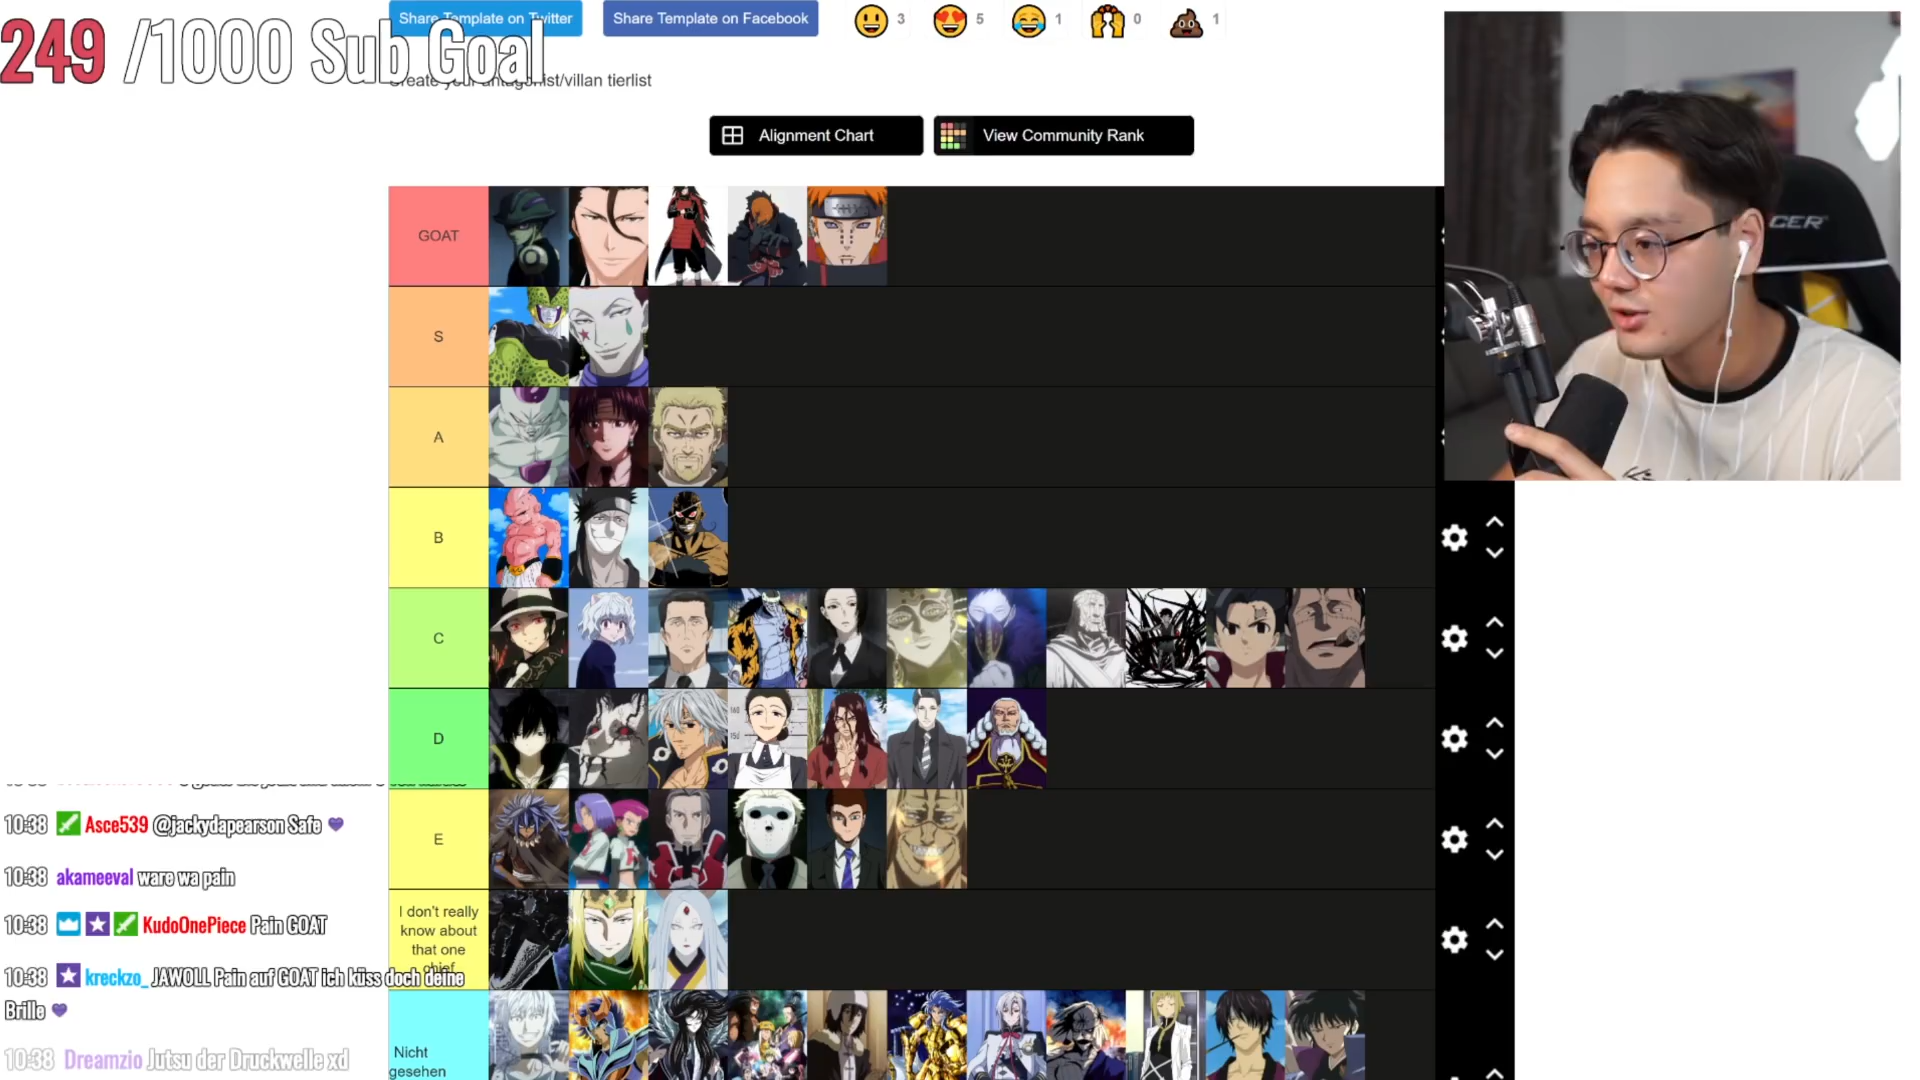 249 /1000 Sub Goal
Share Template on Twitter
Share Template on Facebook
3
5
1
0
1
Create your antagonist/villan tierlist
Alignment Chart
View Community Rank
GOAT
S
A
B
C
D
E
I don't really
know about
that one
chief
Nicht
gesehen
10:38 Asce539 @jackydapearson Safe
10:38 akameeval ware wa pain
10:38 KudoOnePiece Pain GOAT
10:38 kreckzo_ JAWOLL Pain auf GOAT ich küss doch deine
Brille
10:38 Dreamzio Jutsu der Druckwelle xd